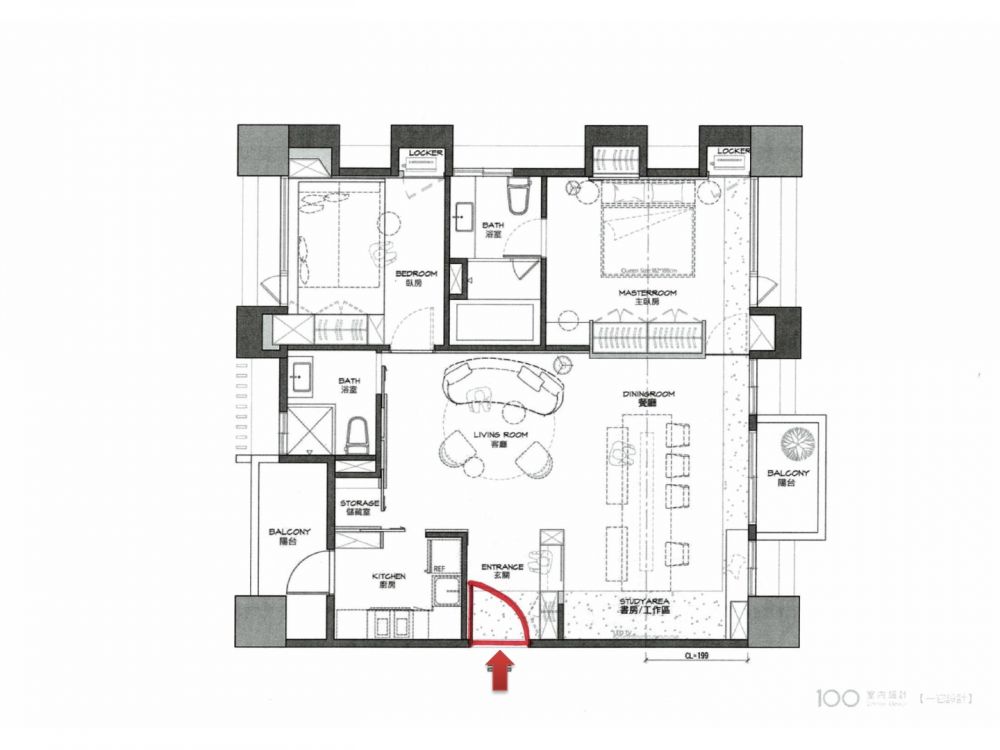 LOCKER
LOCKER
BATH
浴室
BEDROOM
臥房
Queen Size 182*188cm
MASTERROOM
主臥房
BATH
浴室
DININGROOM
餐廳
LIVING ROOM
客廳
BALCONY
陽台
STORAGE
儲藏室
BALCONY
陽台
REF
ENTRANCE
玄關
KITCHEN
廚房
STUDYAREA
書房/工作區
CL=199
100 室內設計
【一宅設計】